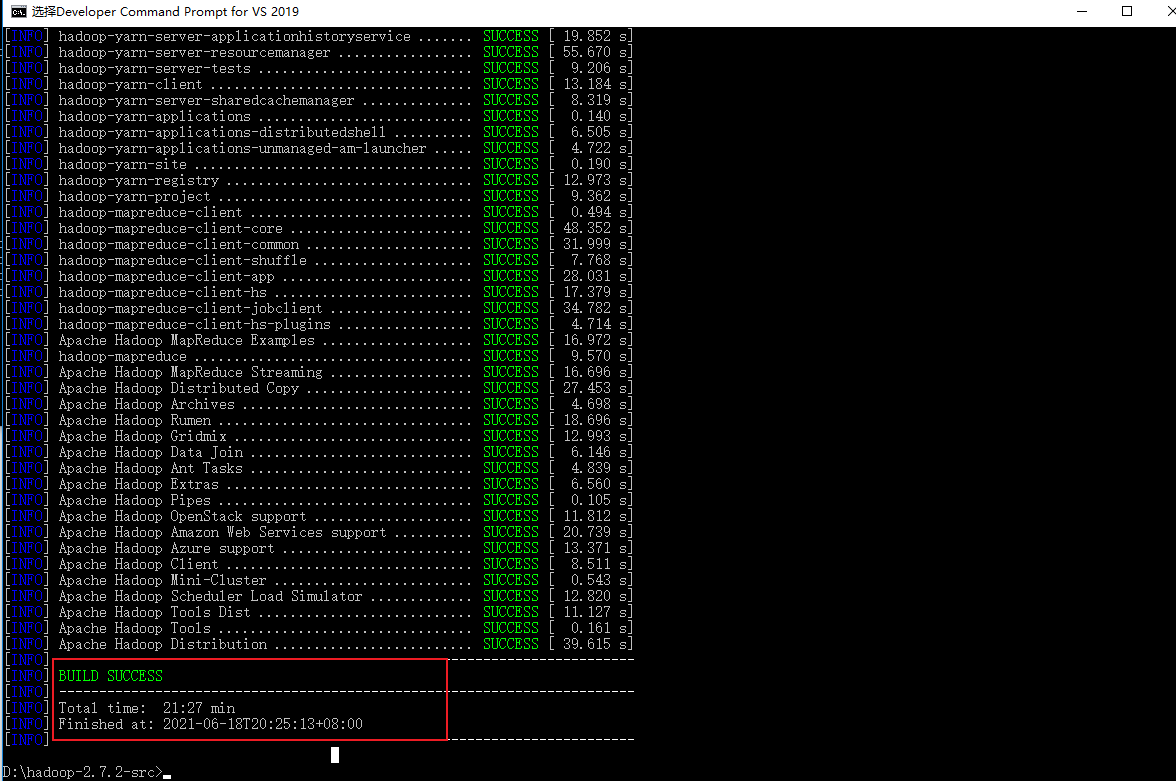 选择Developer Command Prompt for VS 2019
[INFO] hadoop-yarn-server-applicationhistoryservice ....... SUCCESS [ 19.852 s]
[INFO] hadoop-yarn-server-resourcemanager ................. SUCCESS [ 55.670 s]
[INFO] hadoop-yarn-server-tests ........................... SUCCESS [  9.206 s]
[INFO] hadoop-yarn-client ................................. SUCCESS [ 13.184 s]
[INFO] hadoop-yarn-server-sharedcachemanager .............. SUCCESS [  8.319 s]
[INFO] hadoop-yarn-applications ........................... SUCCESS [  0.140 s]
[INFO] hadoop-yarn-applications-distributedshell .......... SUCCESS [  6.505 s]
[INFO] hadoop-yarn-applications-unmanaged-am-launcher ..... SUCCESS [  4.722 s]
[INFO] hadoop-yarn-site ................................... SUCCESS [  0.190 s]
[INFO] hadoop-yarn-registry ............................... SUCCESS [ 12.973 s]
[INFO] hadoop-yarn-project ................................ SUCCESS [  9.362 s]
[INFO] hadoop-mapreduce-client ............................ SUCCESS [  0.494 s]
[INFO] hadoop-mapreduce-client-core ....................... SUCCESS [ 48.352 s]
[INFO] hadoop-mapreduce-client-common ..................... SUCCESS [ 31.999 s]
[INFO] hadoop-mapreduce-client-shuffle .................... SUCCESS [  7.768 s]
[INFO] hadoop-mapreduce-client-app ........................ SUCCESS [ 28.031 s]
[INFO] hadoop-mapreduce-client-hs ......................... SUCCESS [ 17.379 s]
[INFO] hadoop-mapreduce-client-jobclient .................. SUCCESS [ 34.782 s]
[INFO] hadoop-mapreduce-client-hs-plugins ................. SUCCESS [  4.714 s]
[INFO] Apache Hadoop MapReduce Examples ................... SUCCESS [ 16.972 s]
[INFO] hadoop-mapreduce ................................... SUCCESS [  9.570 s]
[INFO] Apache Hadoop MapReduce Streaming .................. SUCCESS [ 16.696 s]
[INFO] Apache Hadoop Distributed Copy ..................... SUCCESS [ 27.453 s]
[INFO] Apache Hadoop Archives ............................. SUCCESS [  4.698 s]
[INFO] Apache Hadoop Rumen ................................ SUCCESS [ 18.696 s]
[INFO] Apache Hadoop Gridmix .............................. SUCCESS [ 12.993 s]
[INFO] Apache Hadoop Data Join ............................ SUCCESS [  6.146 s]
[INFO] Apache Hadoop Ant Tasks ............................ SUCCESS [  4.839 s]
[INFO] Apache Hadoop Extras ............................... SUCCESS [  6.560 s]
[INFO] Apache Hadoop Pipes ................................ SUCCESS [  0.105 s]
[INFO] Apache Hadoop OpenStack support .................... SUCCESS [ 11.812 s]
[INFO] Apache Hadoop Amazon Web Services support .......... SUCCESS [ 20.739 s]
[INFO] Apache Hadoop Azure support ........................ SUCCESS [ 13.371 s]
[INFO] Apache Hadoop Client ............................... SUCCESS [  8.511 s]
[INFO] Apache Hadoop Mini-Cluster ......................... SUCCESS [  0.543 s]
[INFO] Apache Hadoop Scheduler Load Simulator ............. SUCCESS [ 12.820 s]
[INFO] Apache Hadoop Tools Dist ........................... SUCCESS [ 11.127 s]
[INFO] Apache Hadoop Tools ................................ SUCCESS [  0.161 s]
[INFO] Apache Hadoop Distribution ......................... SUCCESS [ 39.615 s]
[INFO] ------------------------------------------------------------------------
[INFO] BUILD SUCCESS
[INFO] ------------------------------------------------------------------------
[INFO] Total time:  21:27 min
[INFO] Finished at: 2021-06-18T20:25:13+08:00
[INFO] ------------------------------------------------------------------------
D:\hadoop-2.7.2-src>